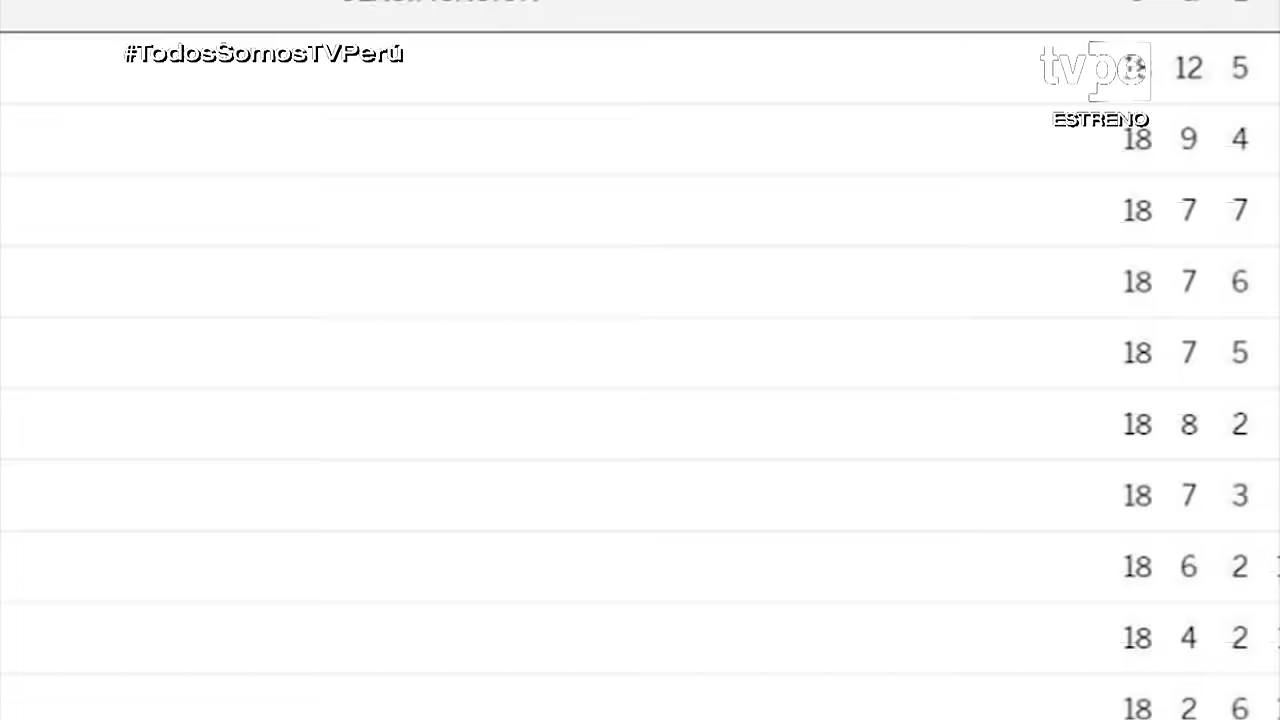 #TodosSomosTVPerú
tvpe
18 12 5
ESTRENO
18 9 4
18 7 7
18 7 6
18 7 5
18 8 2
18 7 3
18 6 2
18 4 2
18 2 6